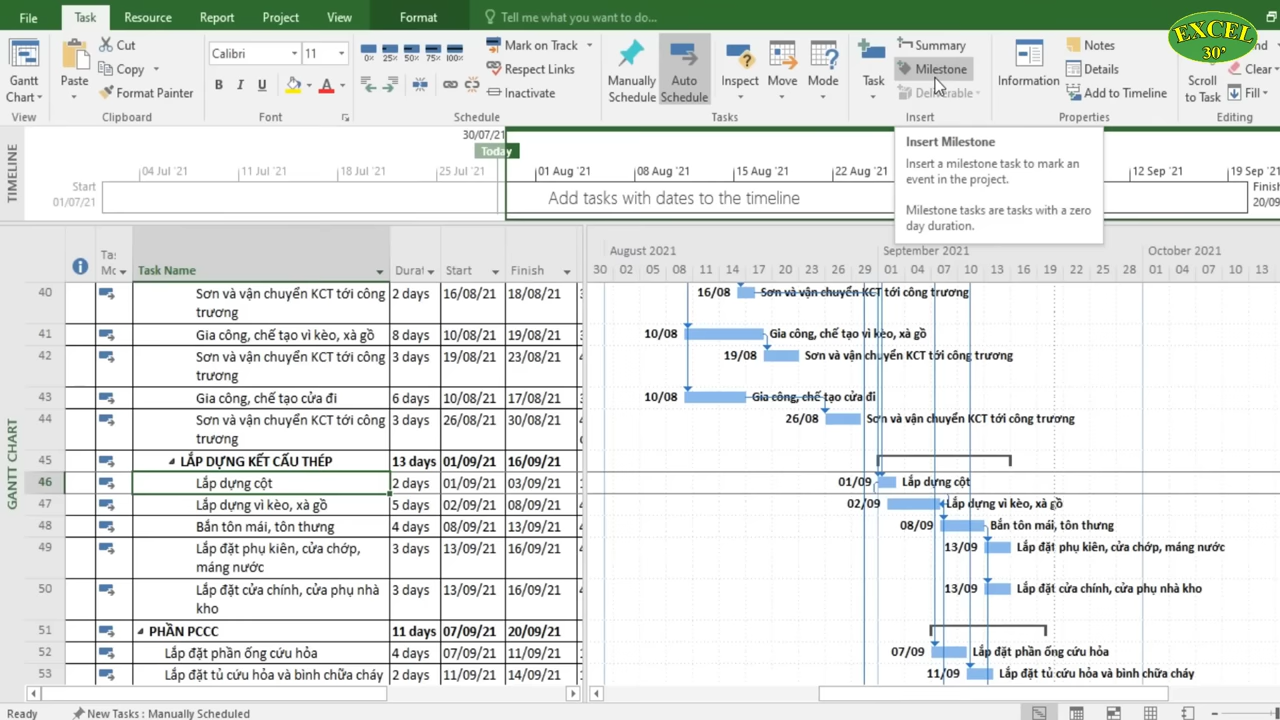 File Task Resource Report Project View Format Tell me what you want to do...
EXCEL
30°
Gantt
Chart
Paste
Cut
Copy
Format Painter
Calibri 11
B I U A
0% 25% 50% 75% 100%
Mark on Track
Respect Links
Inactivate
Manually
Schedule
Auto
Schedule
Inspect Move Mode
Task
Summary
Milestone
Deliverable
Information
Notes
Details
Add to Timeline
Scroll
to Task
Clear
Fill
View Clipboard Font Schedule Tasks Insert Properties Editing
Insert Milestone
Insert a milestone task to mark an
event in the project.
Milestone tasks are tasks with a zero
day duration.
TIMELINE
30/07/21
Today
04 Jul '21 11 Jul '21 18 Jul '21 25 Jul '21 01 Aug '21 08 Aug '21 15 Aug '21 22 Aug '21 12 Sep '21 19 Sep '21
Start
01/07/21
Add tasks with dates to the timeline
Finish
20/09
GANTT CHART
Task Name Start Finish
August 2021 September 2021 October 2021
30 02 05 08 11 14 17 20 23 26 29 01 04 07 10 13 16 19 22 25 28 01 04 07 10 13
40 Sơn và vận chuyển KCT tới công
trương 2 days 16/08/21 18/08/21
16/08 Sơn và vận chuyển KCT tới công trương
41 Gia công, chế tạo vì kèo, xà gồ 8 days 10/08/21 19/08/21
10/08 Gia công, chế tạo vì kèo, xà gồ
42 Sơn và vận chuyển KCT tới công
trương 3 days 19/08/21 23/08/21
19/08 Sơn và vận chuyển KCT tới công trương
43 Gia công, chế tạo cửa đi 6 days 10/08/21 17/08/21
10/08 Gia công, chế tạo cửa đi
44 Sơn và vận chuyển KCT tới công
trương 3 days 26/08/21 30/08/21
26/08 Sơn và vận chuyển KCT tới công trương
45 LẮP DỰNG KẾT CẤU THÉP 13 days 01/09/21 16/09/21
46 Lắp dựng cột 2 days 01/09/21 03/09/21
01/09 Lắp dựng cột
47 Lắp dựng vì kèo, xà gồ 5 days 02/09/21 08/09/21
02/09 Lắp dựng vì kèo, xà gồ
48 Bắn tôn mái, tôn thưng 4 days 08/09/21 13/09/21
08/09 Bắn tôn mái, tôn thưng
49 Lắp đặt phụ kiên, cửa chớp,
máng nước 3 days 13/09/21 16/09/21
13/09 Lắp đặt phụ kiên, cửa chớp, máng nước
50 Lắp đặt cửa chính, cửa phụ nhà
kho 3 days 13/09/21 16/09/21
13/09 Lắp đặt cửa chính, cửa phụ nhà kho
51 PHẦN PCCC 11 days 07/09/21 20/09/21
52 Lắp đặt phần ống cứu hỏa 4 days 07/09/21 11/09/21
07/09 Lắp đặt phần ống cứu hỏa
53 Lắp đặt tủ cứu hỏa và bình chữa cháy 2 days 11/09/21 14/09/21
11/09 Lắp đặt tủ cứu hỏa và bình chữa cháy
Ready New Tasks : Manually Scheduled